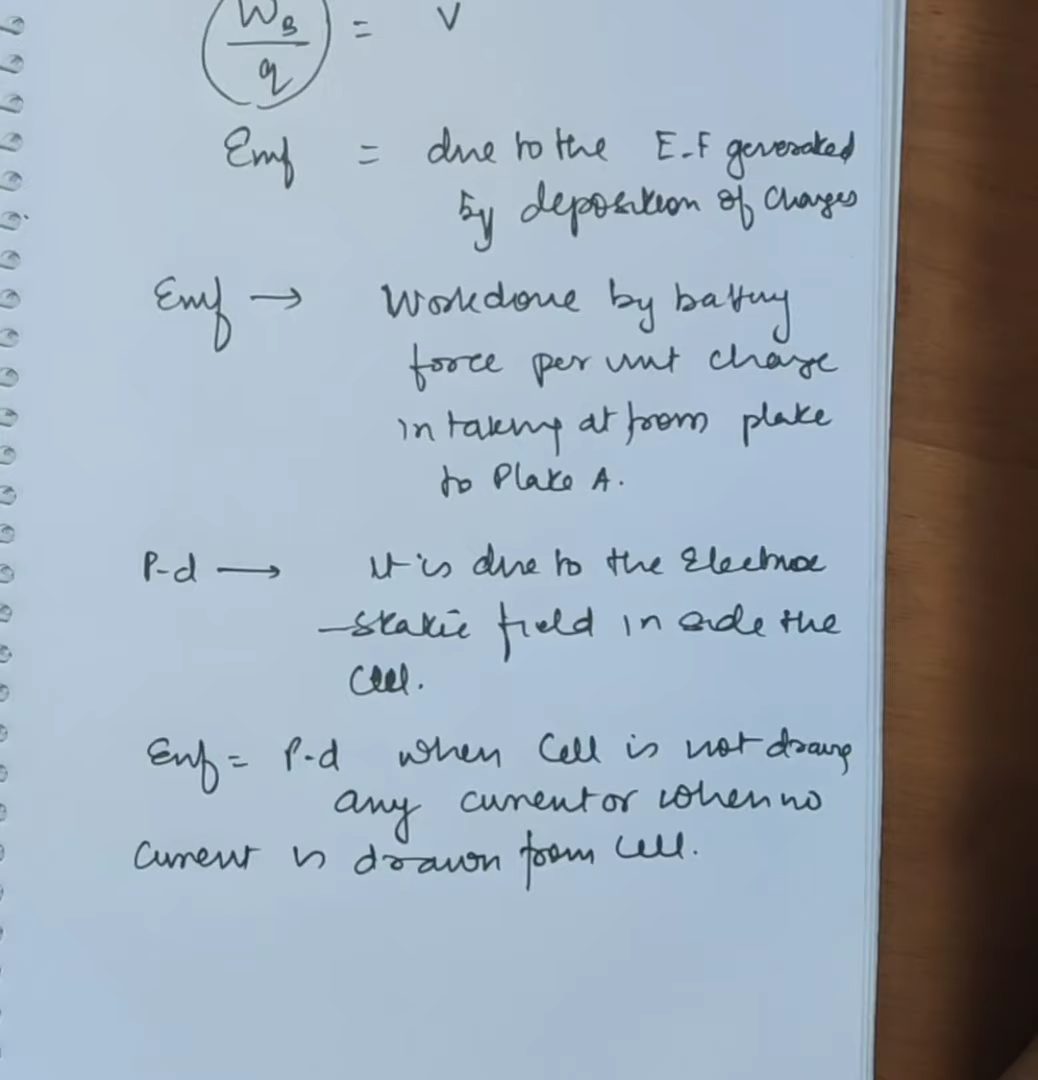 W_B
— = V
q
Emf = due to the E-F generated
by deposition of charges
Emf → Workdone by battery
force per unit charge
in taking at from plate
to Plate A.
P-d → It is due to the Electro
-static field in side the
Cell.
Emf = P-d when Cell is not drawing
any current or when no
Current is drawn from Cell.